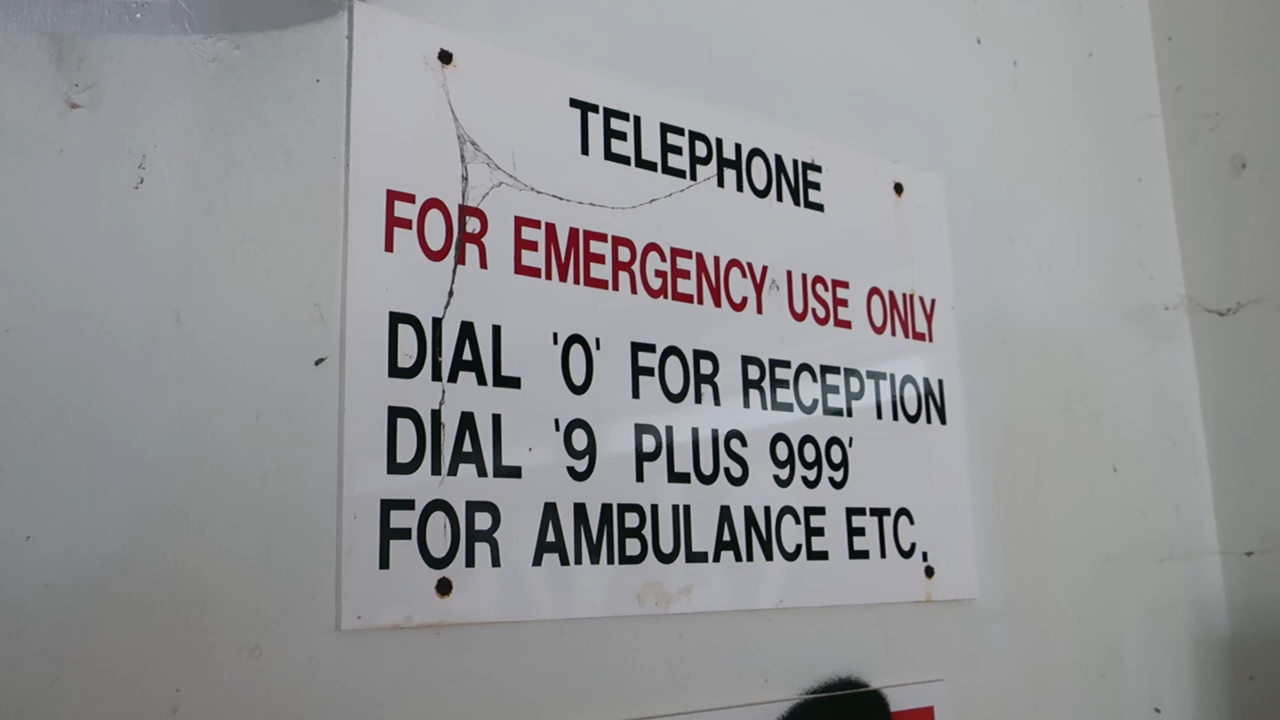 TELEPHONE
FOR EMERGENCY USE ONLY
DIAL '0' FOR RECEPTION
DIAL '9 PLUS 999'
FOR AMBULANCE ETC.